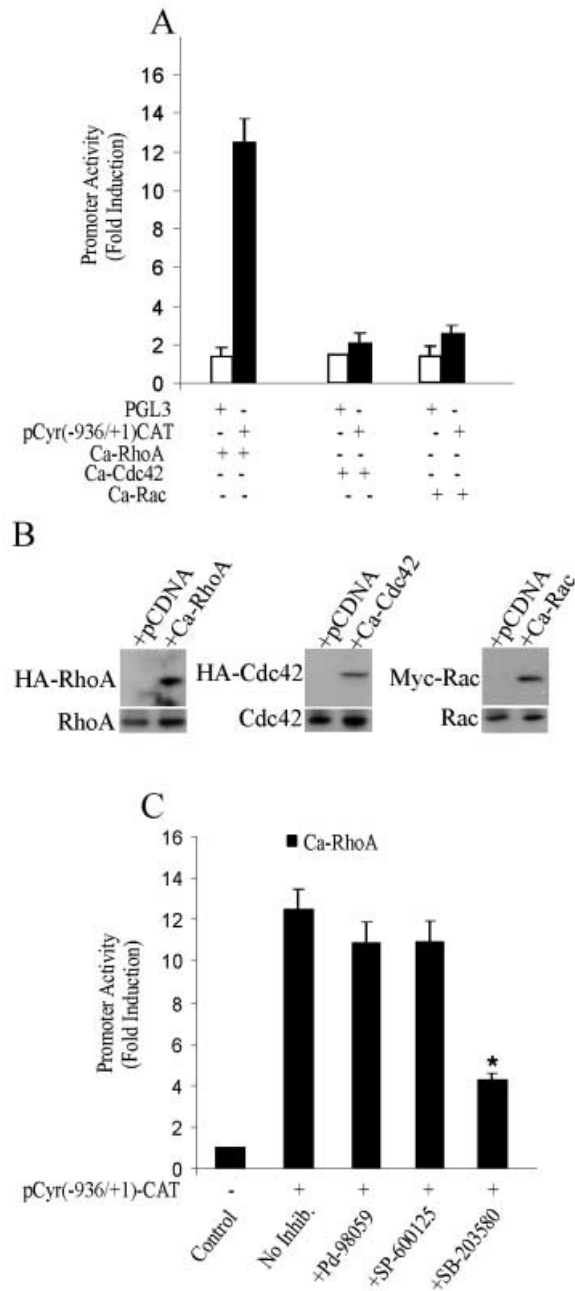 A
Promoter Activity
(Fold Induction)
16
14
12
10
8
6
4
2
0
PGL3 + - + - + -
pCyr(-936/+1)CAT - + - + - +
Ca-RhoA + + - - - -
Ca-Cdc42 - - + + - -
Ca-Rac - - - - + +
B
+pCDNA
+Ca-RhoA
+pCDNA
+Ca-Cdc42
+pCDNA
+Ca-Rac
HA-RhoA
HA-Cdc42
Myc-Rac
RhoA
Cdc42
Rac
C
Promoter Activity
(Fold Induction)
16
14
12
10
8
6
4
2
0
Ca-RhoA
*
pCyr(-936/+1)-CAT - + + + +
Control
No Inhib.
+Pd-98059
+SP-600125
+SB-203580